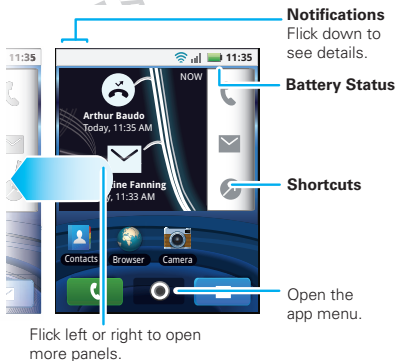 Notifications
Flick down to
see details.
11:35
11:35
Battery Status
NOW
Arthur Baudo
Today, 11:35 AM
Fanning
11:33 AM
Shortcuts
Contacts
Browser
Camera
Open the
app menu.
Flick left or right to open
more panels.